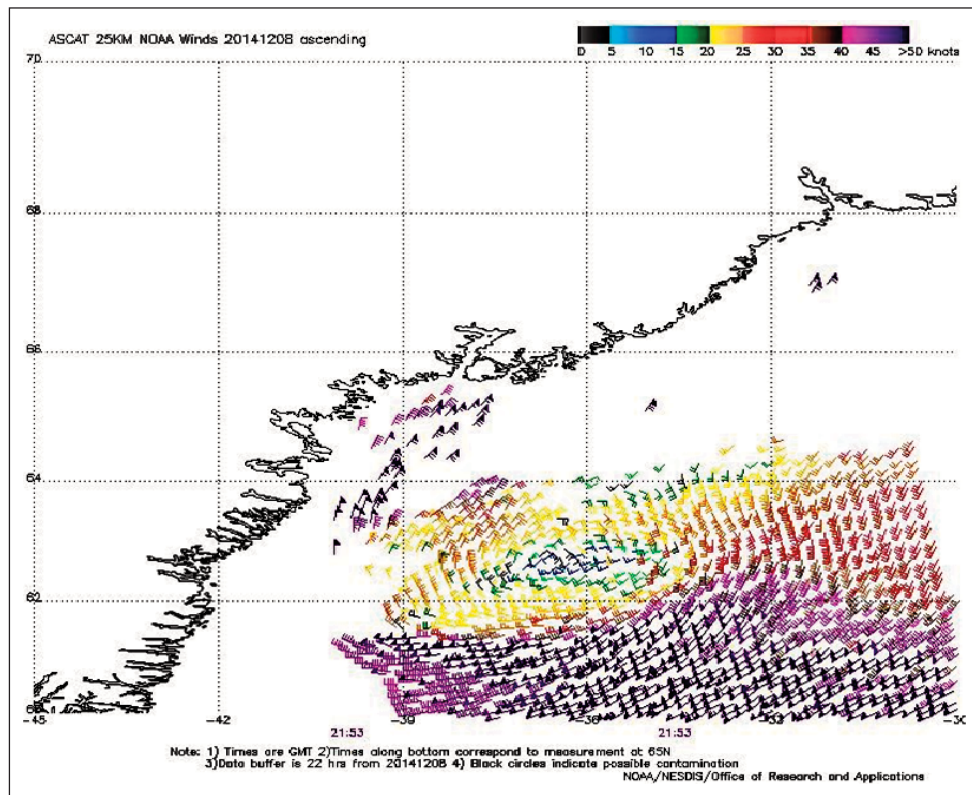 ASCAT 25KM NOAA Winds 20141208 ascending
0 5 10 15 20 25 30 35 40 45 >50 knots
70
68
66
64
62
60
-45 -42 -39 -36 -33 -30
21:53 21:53
Note: 1) Times are GMT 2)Times along bottom correspond to measurement at 65N
3)Data buffer is 22 hrs from 20141208 4) Black circles indicate possible contamination
NOAA/NESDIS/Office of Research and Applications